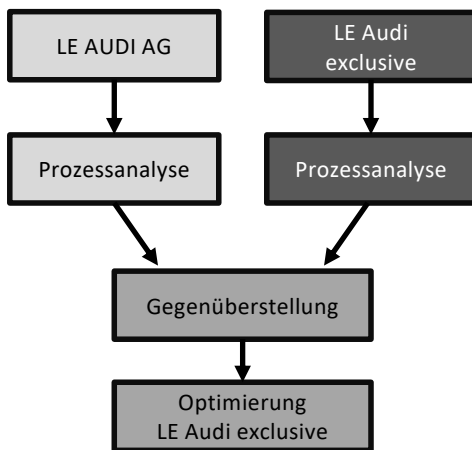 LE AUDI AG
LE Audi
exclusive
Prozessanalyse
Prozessanalyse
Gegenüberstellung
Optimierung
LE Audi exclusive